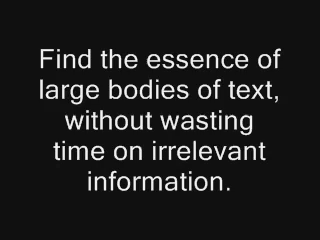 Find the essence of
large bodies of text,
without wasting
time on irrelevant
information.